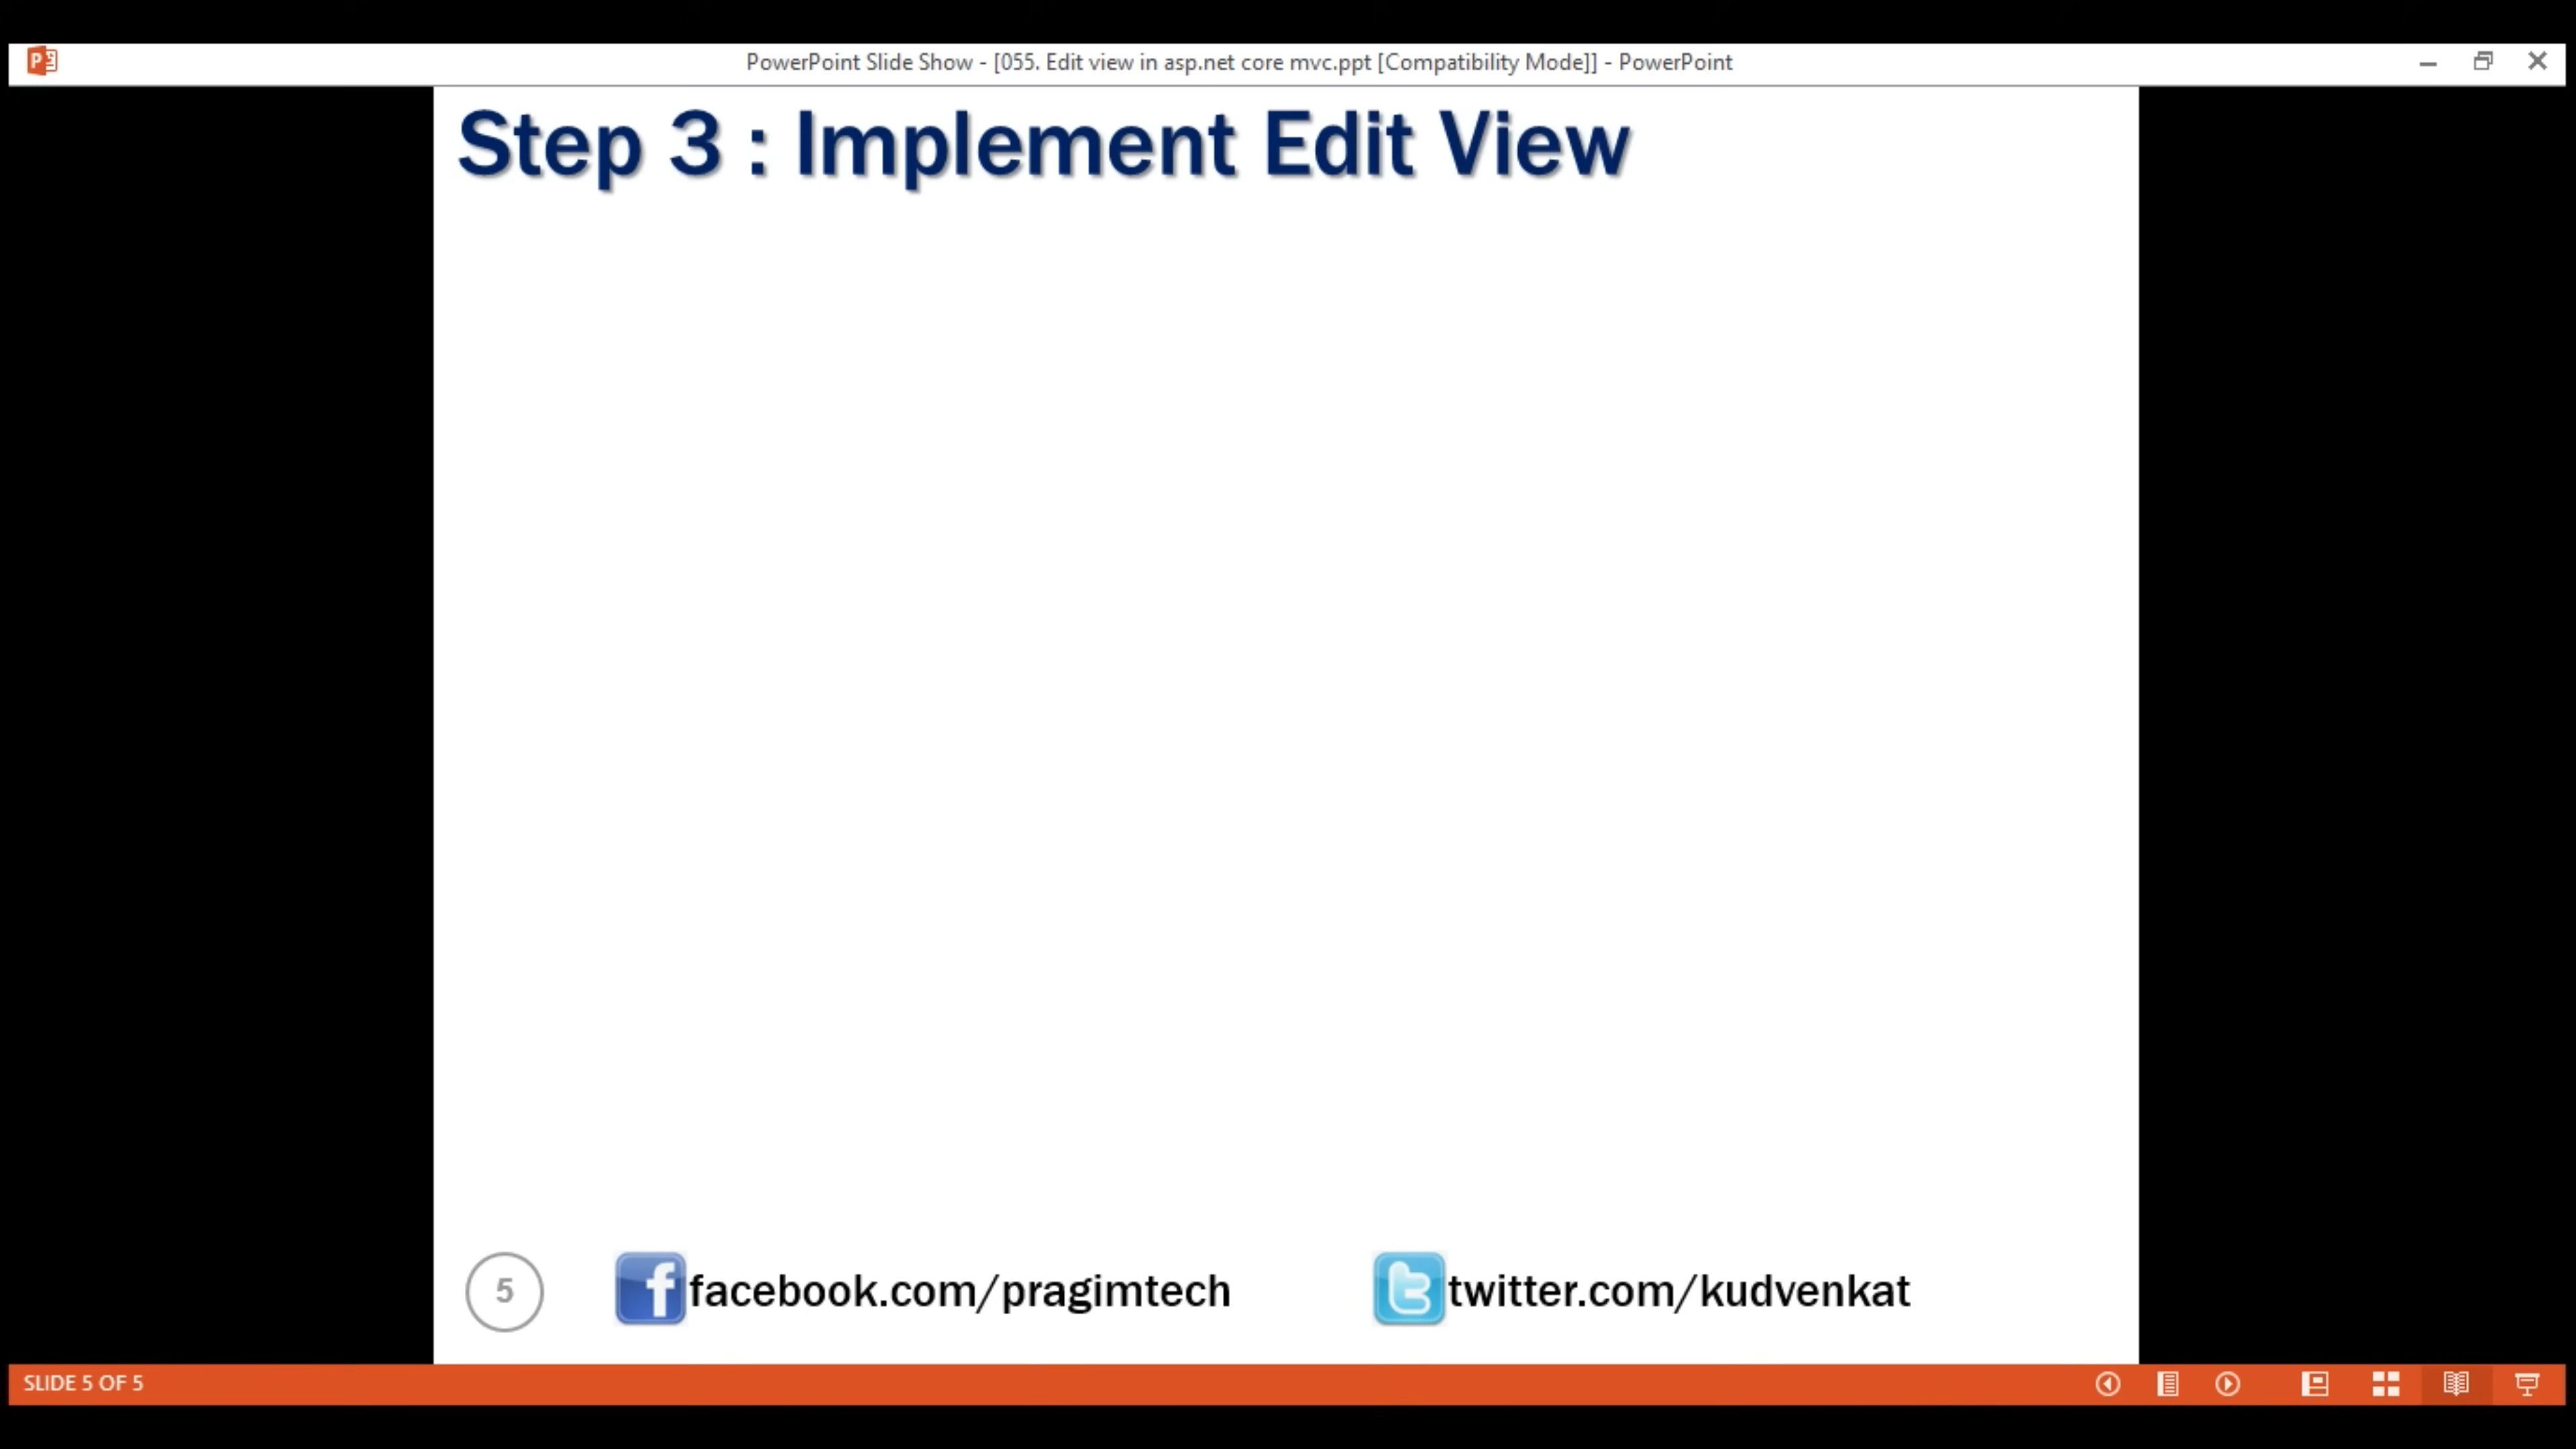 PowerPoint Slide Show - [055. Edit view in asp.net core mvc.ppt [Compatibility Mode]] - PowerPoint
Step 3 : Implement Edit View
5
facebook.com/pragimtech
twitter.com/kudvenkat
SLIDE 5 OF 5